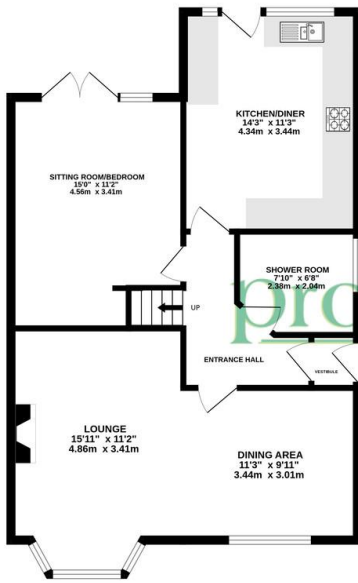 KITCHEN/DINER
14'3" x 11'3"
4.34m x 3.44m
SITTING ROOM/BEDROOM
15'0" x 11'2"
4.56m x 3.41m
SHOWER ROOM
7'10" x 6'8"
2.38m x 2.04m
UP
pro
ENTRANCE HALL
VESTIBULE
LOUNGE
15'11" x 11'2"
4.86m x 3.41m
DINING AREA
11'3" x 9'11"
3.44m x 3.01m